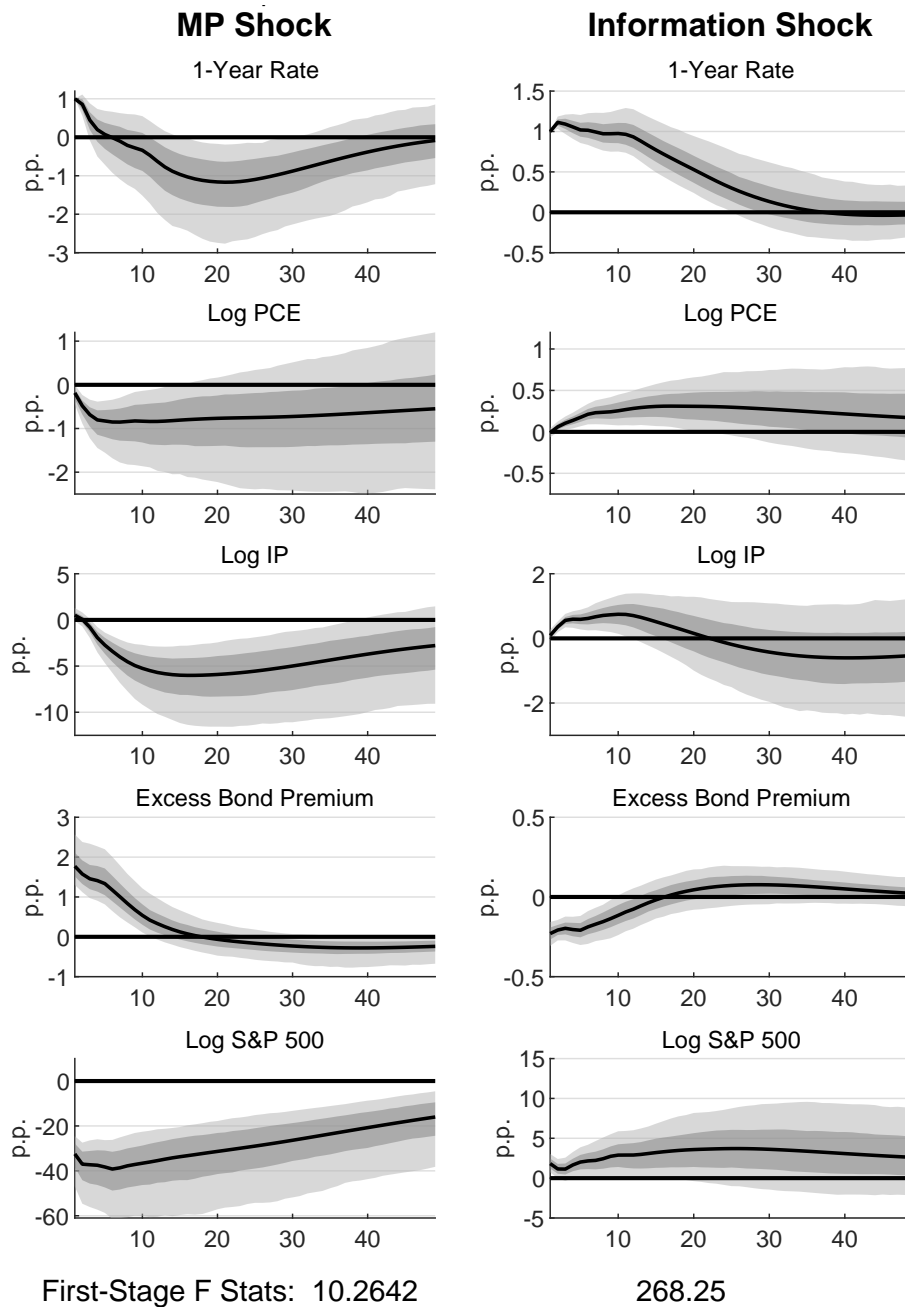 MP Shock Information Shock
1-Year Rate 1-Year Rate
1
0
-1
-2
-3
p.p.
10 20 30 40
1.5
1
0.5
0
-0.5
p.p.
10 20 30 40
Log PCE Log PCE
1
0
-1
-2
p.p.
10 20 30 40
1
0.5
0
-0.5
p.p.
10 20 30 40
Log IP Log IP
5
0
-5
-10
p.p.
10 20 30 40
2
0
-2
p.p.
10 20 30 40
Excess Bond Premium Excess Bond Premium
3
2
1
0
-1
p.p.
10 20 30 40
0.5
0
-0.5
p.p.
10 20 30 40
Log S&P 500 Log S&P 500
0
-20
-40
-60
p.p.
10 20 30 40
15
10
5
0
-5
p.p.
10 20 30 40
First-Stage F Stats: 10.2642 268.25